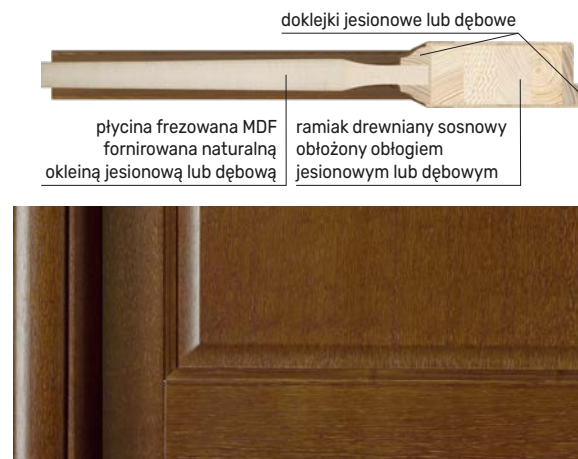 doklejki jesionowe lub dębowe
płycina frezowana MDF
fornirowana naturalną
okleiną jesionową lub dębową
ramiak drewniany sosnowy
obłożony obłogiem
jesionowym lub dębowym